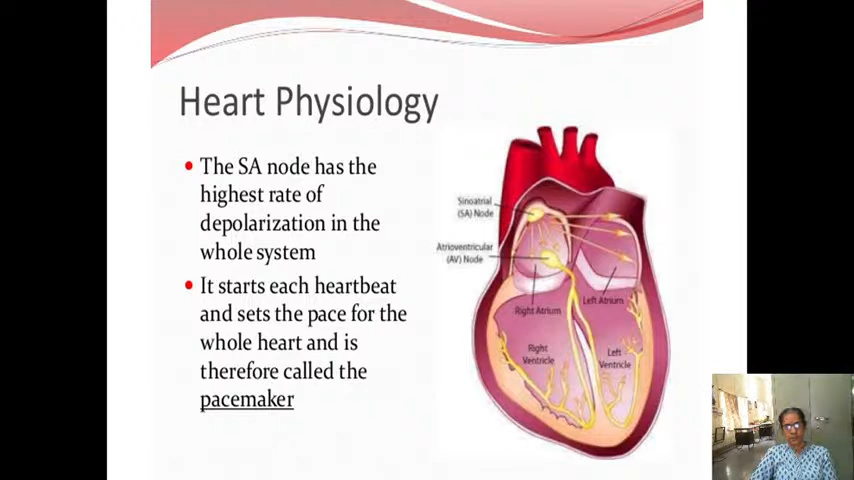 Heart Physiology
The SA node has the
highest rate of
depolarization in the
whole system
It starts each heartbeat
and sets the pace for the
whole heart and is
therefore called the
pacemaker
Sinoatrial
(SA) Node
Atrioventricular
(AV) Node
Right Atrium
Left Atrium
Right
Ventricle
Left
Ventricle